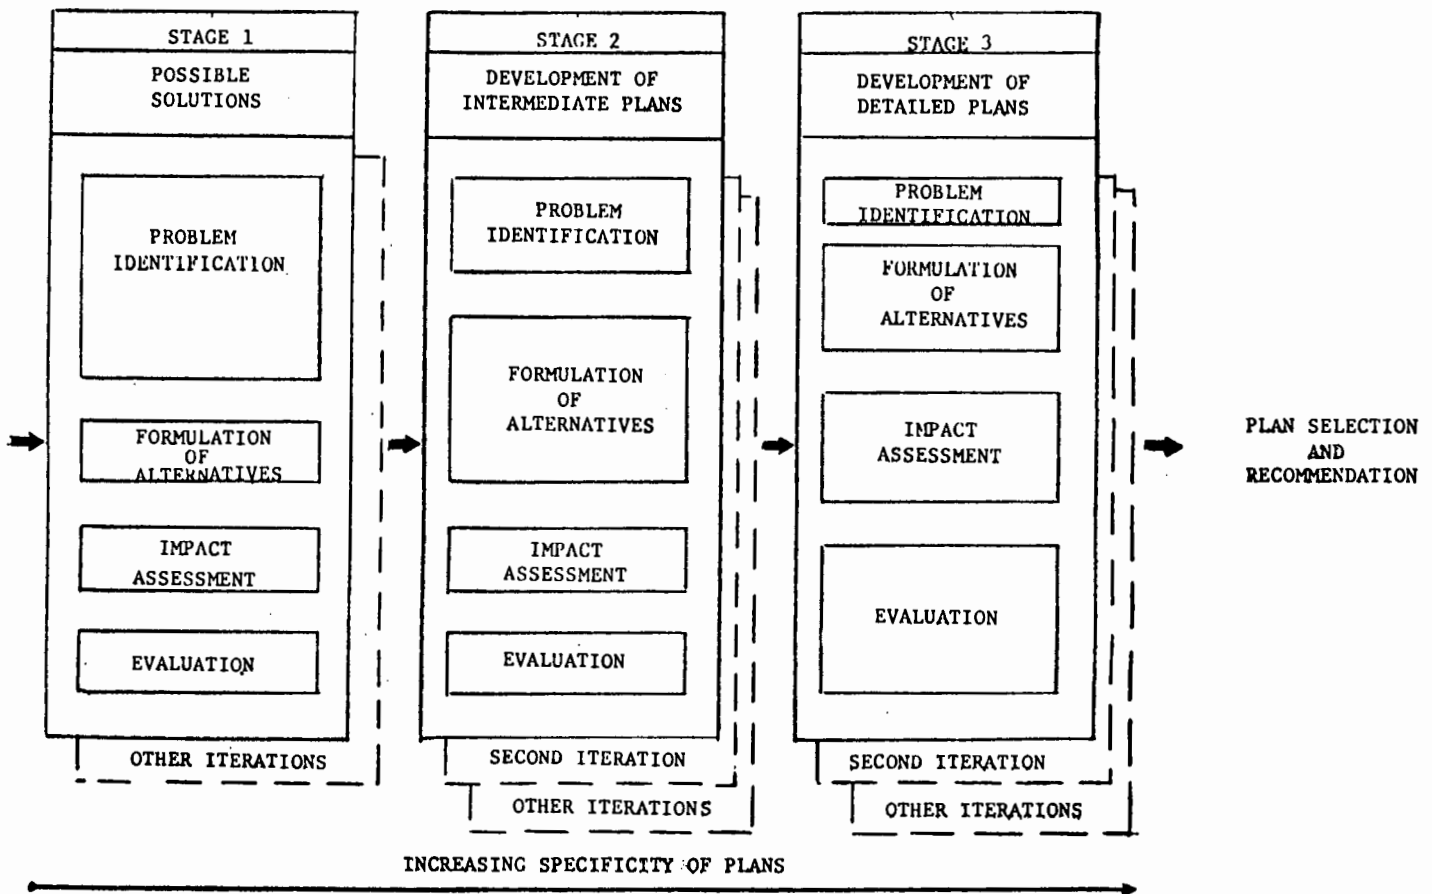 STAGE 1
POSSIBLE
SOLUTIONS
PROBLEM
IDENTIFICATION
FORMULATION
OF
ALTERNATIVES
IMPACT
ASSESSMENT
EVALUATION
OTHER ITERATIONS
STAGE 2
DEVELOPMENT OF
INTERMEDIATE PLANS
PROBLEM
IDENTIFICATION
FORMULATION
OF
ALTERNATIVES
IMPACT
ASSESSMENT
EVALUATION
SECOND ITERATION
OTHER ITERATIONS
STAGE 3
DEVELOPMENT OF
DETAILED PLANS
PROBLEM
IDENTIFICATION
FORMULATION
OF
ALTERNATIVES
IMPACT
ASSESSMENT
EVALUATION
SECOND ITERATION
OTHER ITERATIONS
PLAN SELECTION
AND
RECOMMENDATION
INCREASING SPECIFICITY OF PLANS